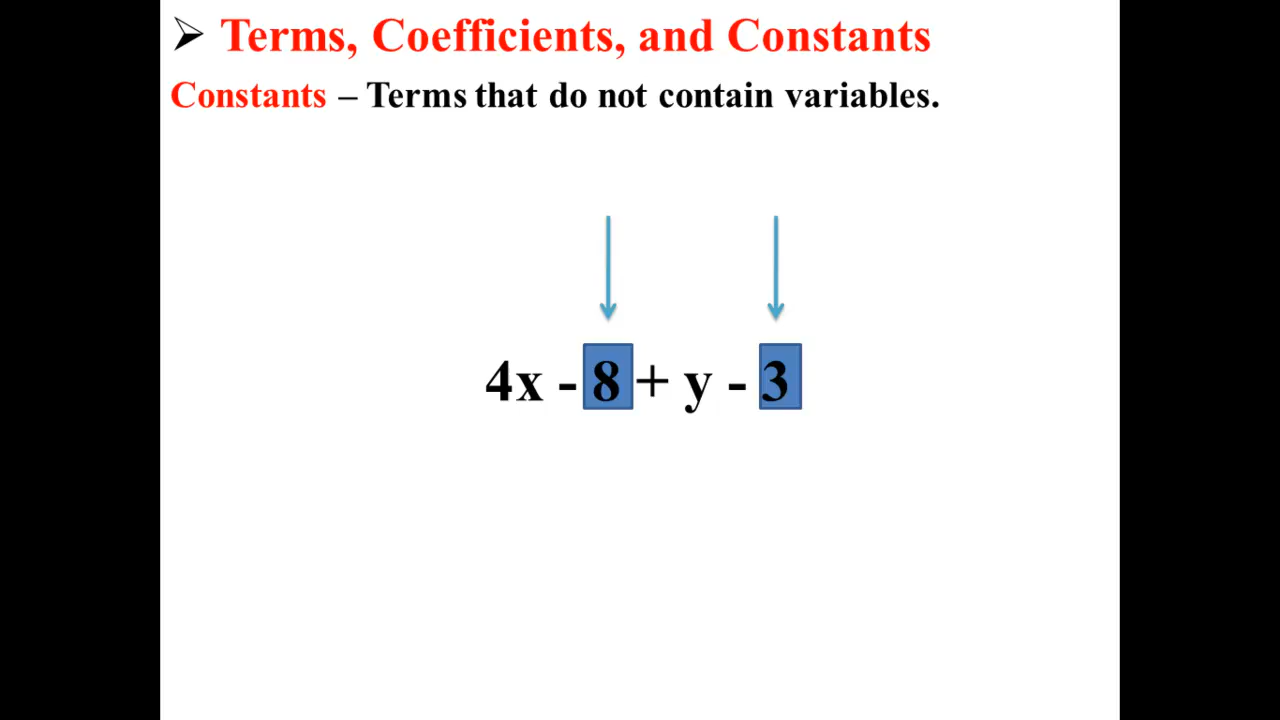 ➢ Terms, Coefficients, and Constants
Constants – Terms that do not contain variables.
4x - 8 + y - 3